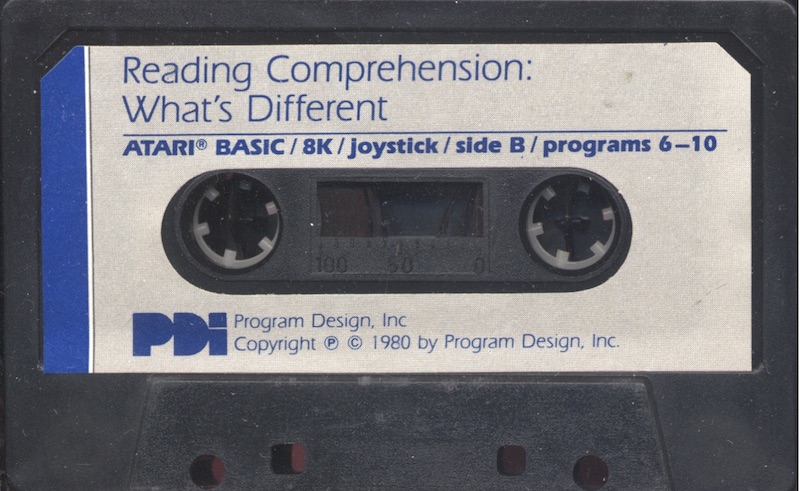 Reading Comprehension:
What's Different
ATARI® BASIC / 8K / joystick / side B / programs 6–10
100 50 0
PDI Program Design, Inc
Copyright ℗ © 1980 by Program Design, Inc.